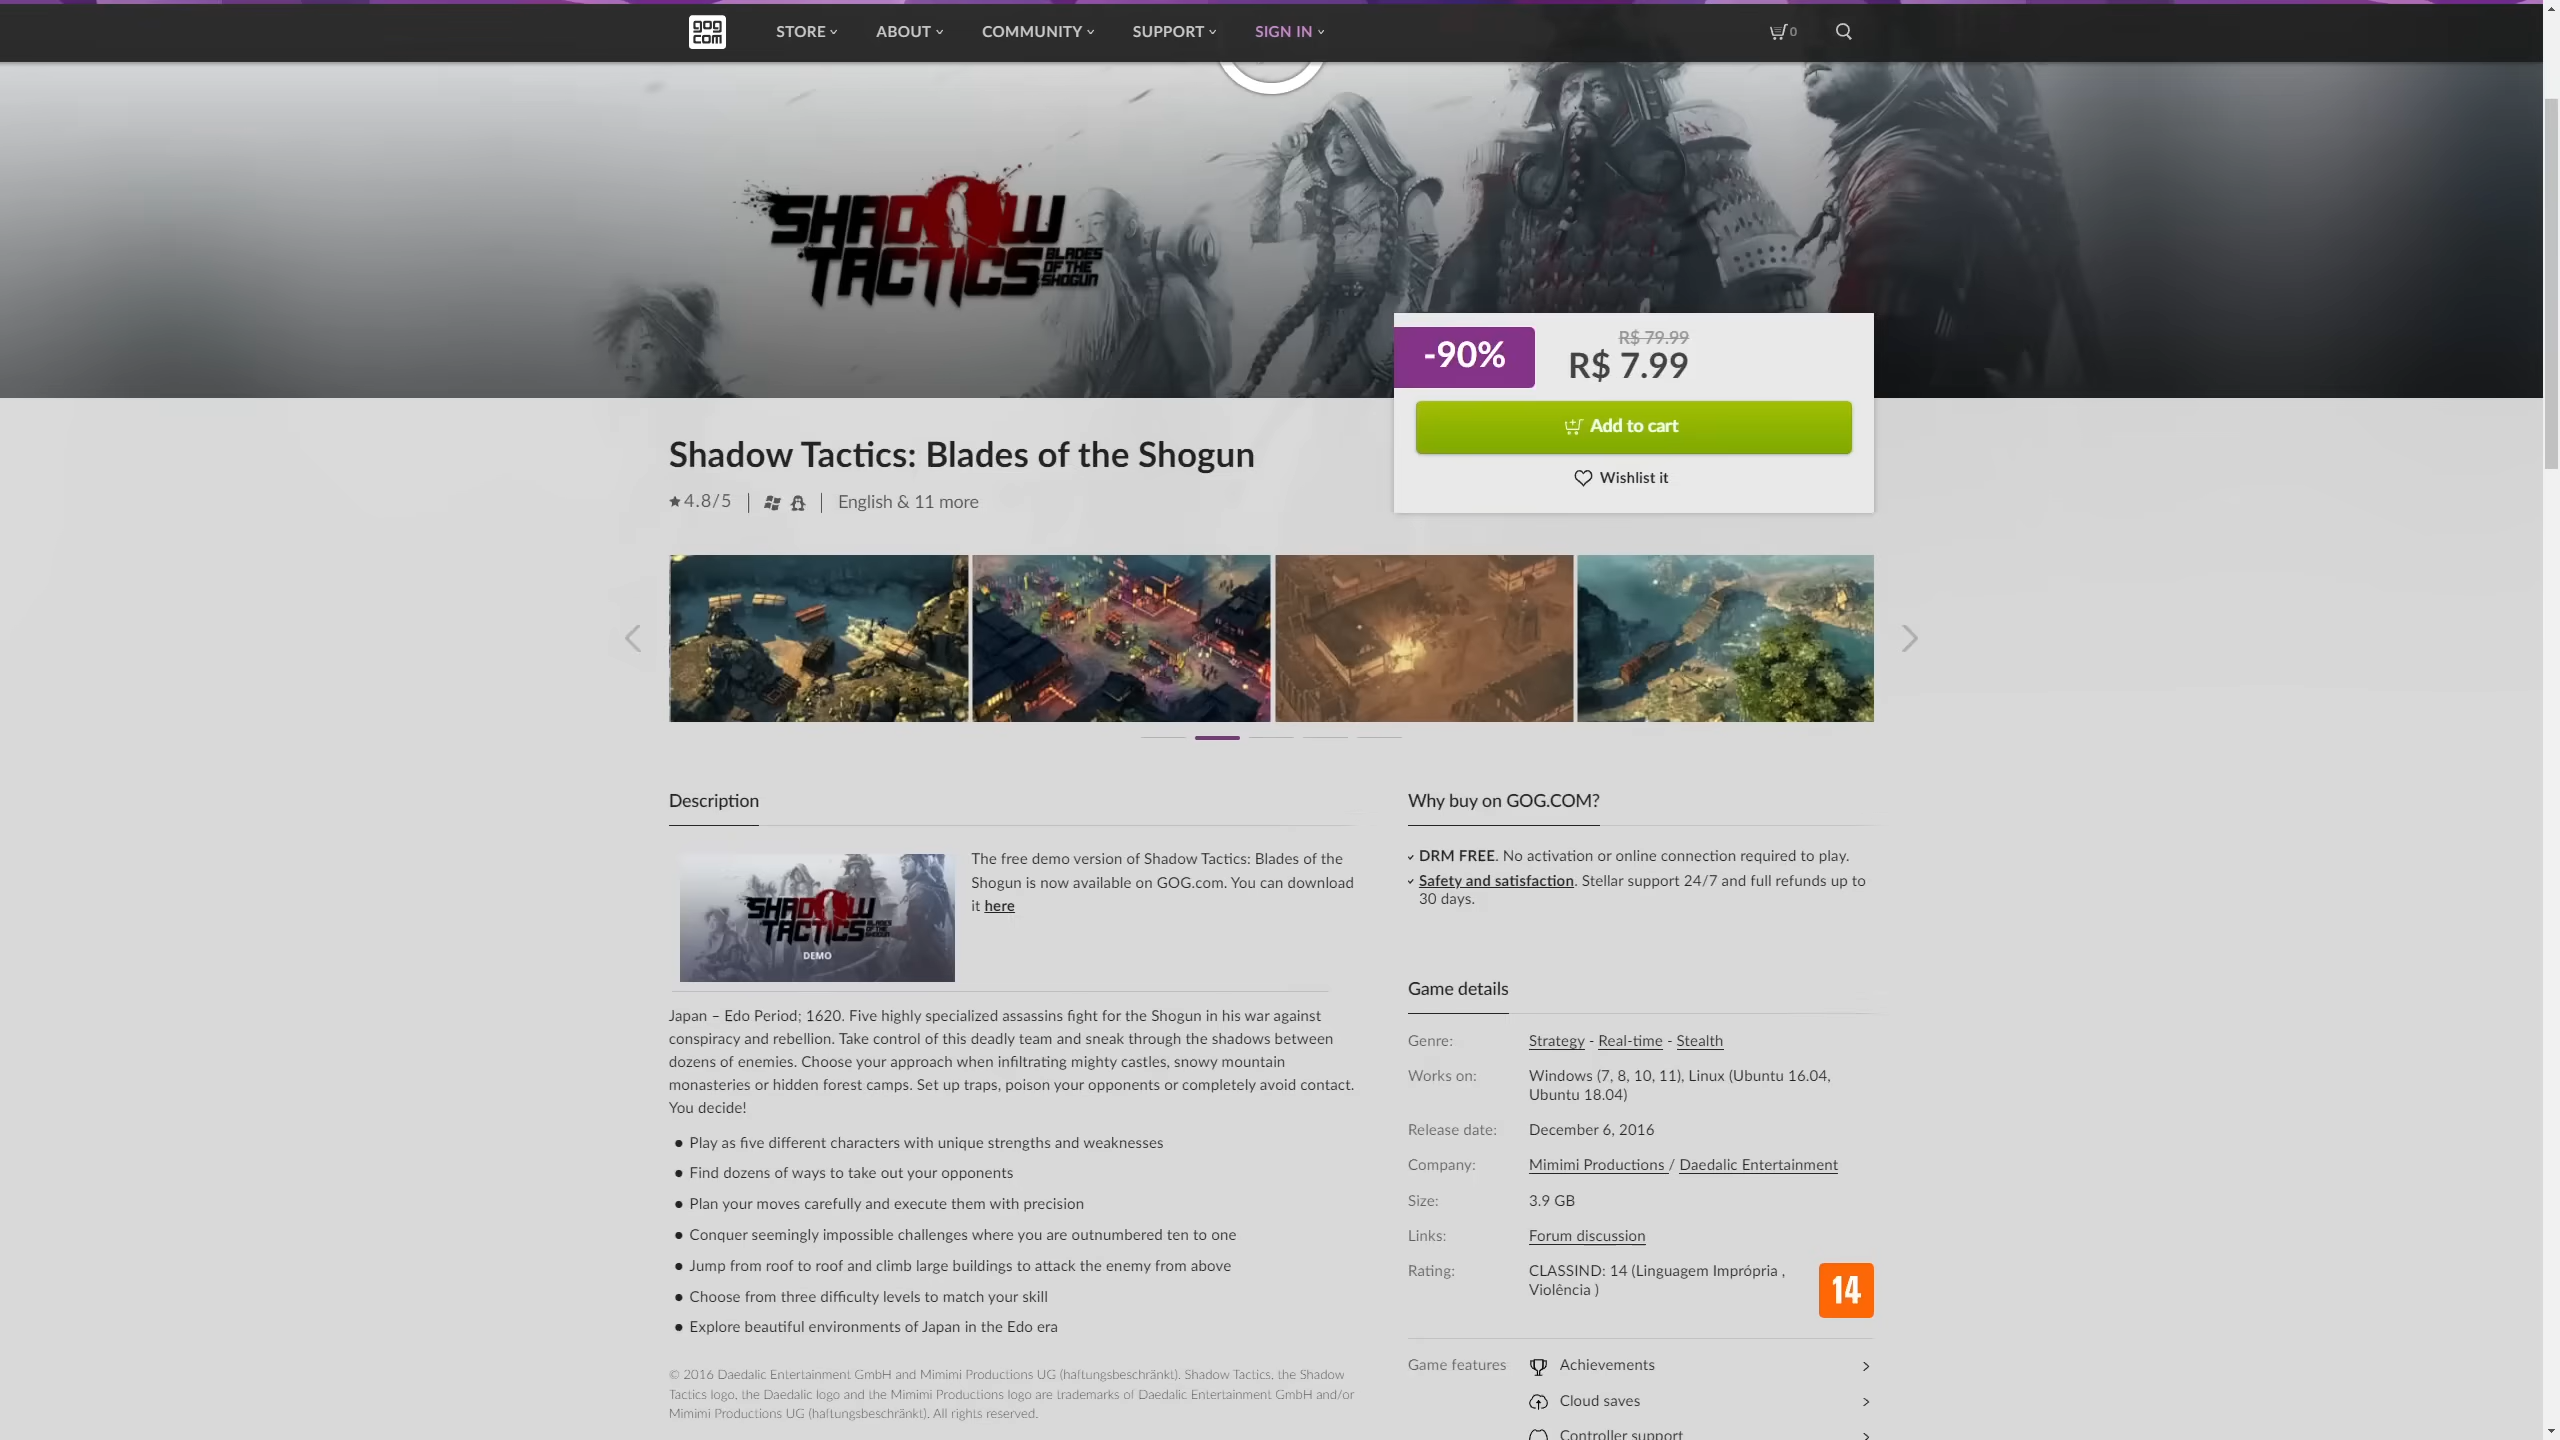 gog
com
STORE
ABOUT
COMMUNITY
SUPPORT
SIGN IN
0
SHADOW
TACTICS
BLADES
OF THE
SHOGUN
-90%
R$ 79.99
R$ 7.99
Add to cart
Wishlist it
Shadow Tactics: Blades of the Shogun
4.8/5
English & 11 more
Description
SHADOW
TACTICS
BLADES
OF THE
SHOGUN
DEMO
The free demo version of Shadow Tactics: Blades of the
Shogun is now available on GOG.com. You can download
it here
Japan – Edo Period; 1620. Five highly specialized assassins fight for the Shogun in his war against
conspiracy and rebellion. Take control of this deadly team and sneak through the shadows between
dozens of enemies. Choose your approach when infiltrating mighty castles, snowy mountain
monasteries or hidden forest camps. Set up traps, poison your opponents or completely avoid contact.
You decide!
● Play as five different characters with unique strengths and weaknesses
● Find dozens of ways to take out your opponents
● Plan your moves carefully and execute them with precision
● Conquer seemingly impossible challenges where you are outnumbered ten to one
● Jump from roof to roof and climb large buildings to attack the enemy from above
● Choose from three difficulty levels to match your skill
● Explore beautiful environments of Japan in the Edo era
© 2016 Daedalic Entertainment GmbH and Mimimi Productions UG (haftungsbeschränkt). Shadow Tactics, the Shadow
Tactics logo, the Daedalic logo and the Mimimi Productions logo are trademarks of Daedalic Entertainment GmbH and/or
Mimimi Productions UG (haftungsbeschränkt). All rights reserved.
Why buy on GOG.COM?
DRM FREE. No activation or online connection required to play.
Safety and satisfaction. Stellar support 24/7 and full refunds up to
30 days.
Game details
Genre: Strategy - Real-time - Stealth
Works on: Windows (7, 8, 10, 11), Linux (Ubuntu 16.04,
Ubuntu 18.04)
Release date: December 6, 2016
Company: Mimimi Productions / Daedalic Entertainment
Size: 3.9 GB
Links: Forum discussion
Rating: CLASSIND: 14 (Linguagem Imprópria ,
Violência )
14
Game features Achievements
Cloud saves
Controller support